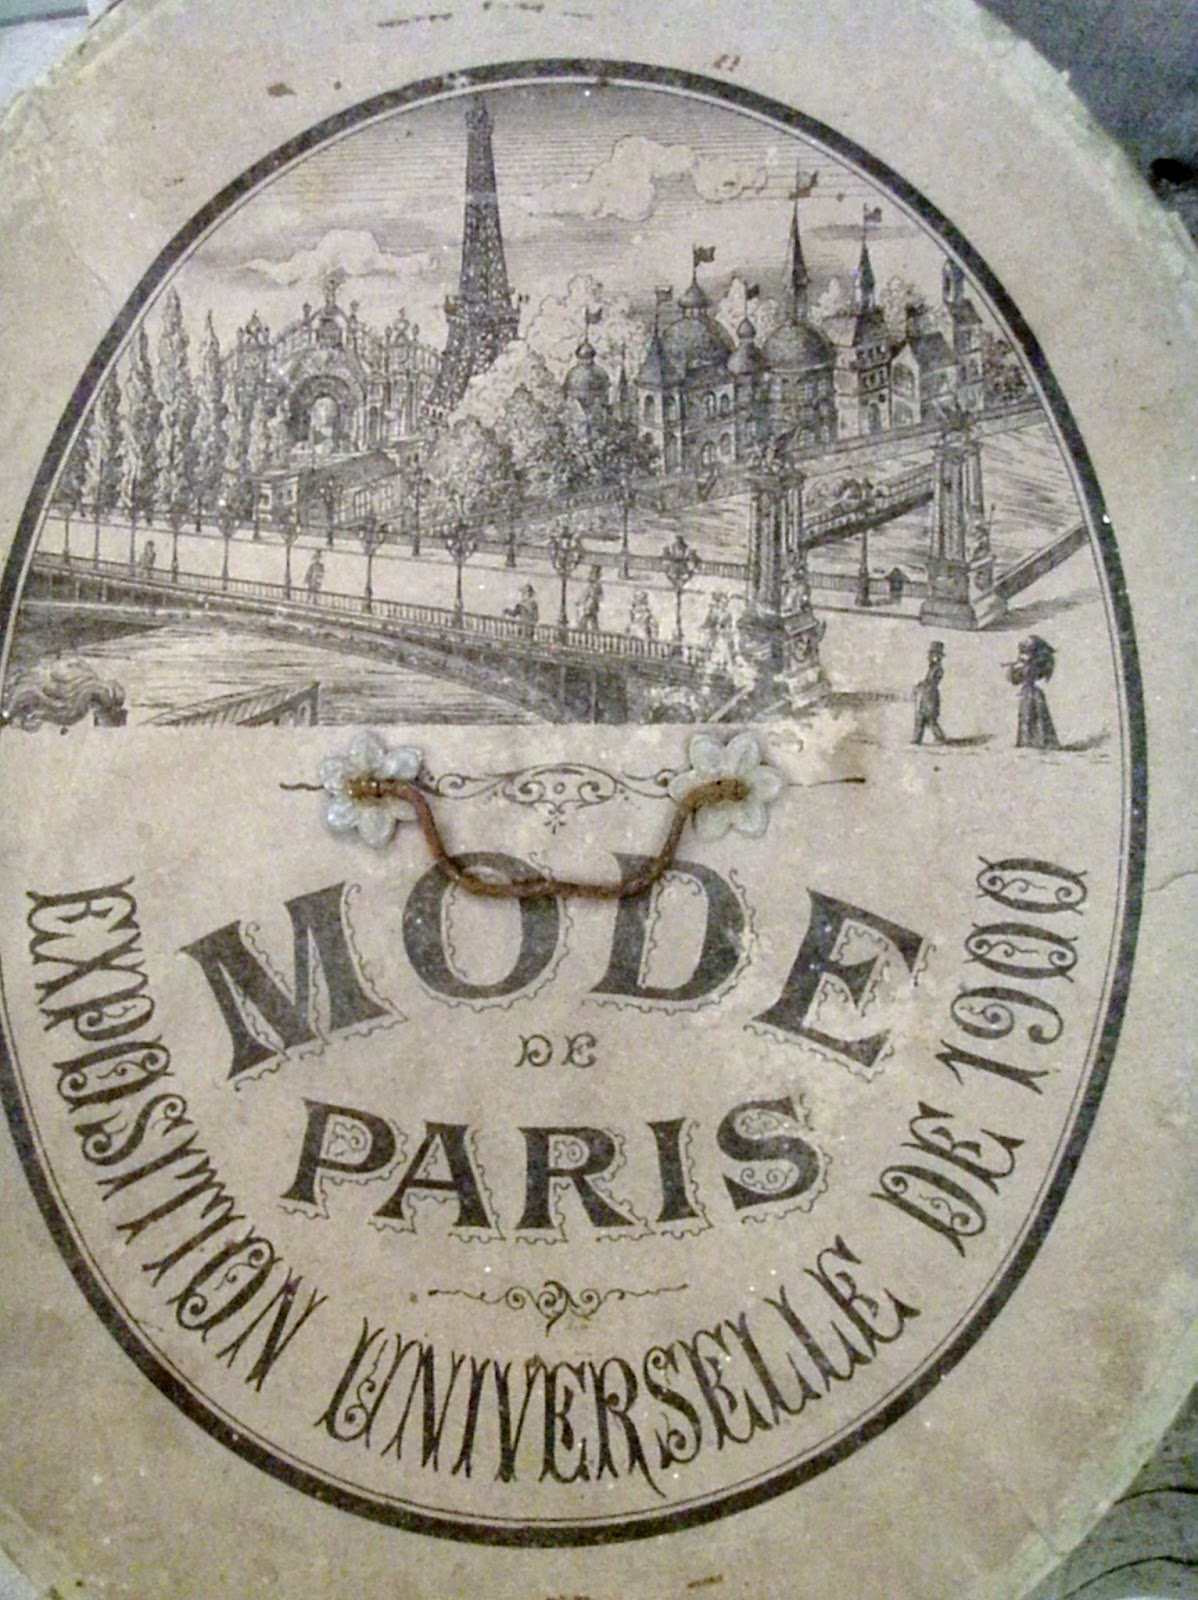 MODE
DE
PARIS
EXPOSITION UNIVERSELLE DE 1900